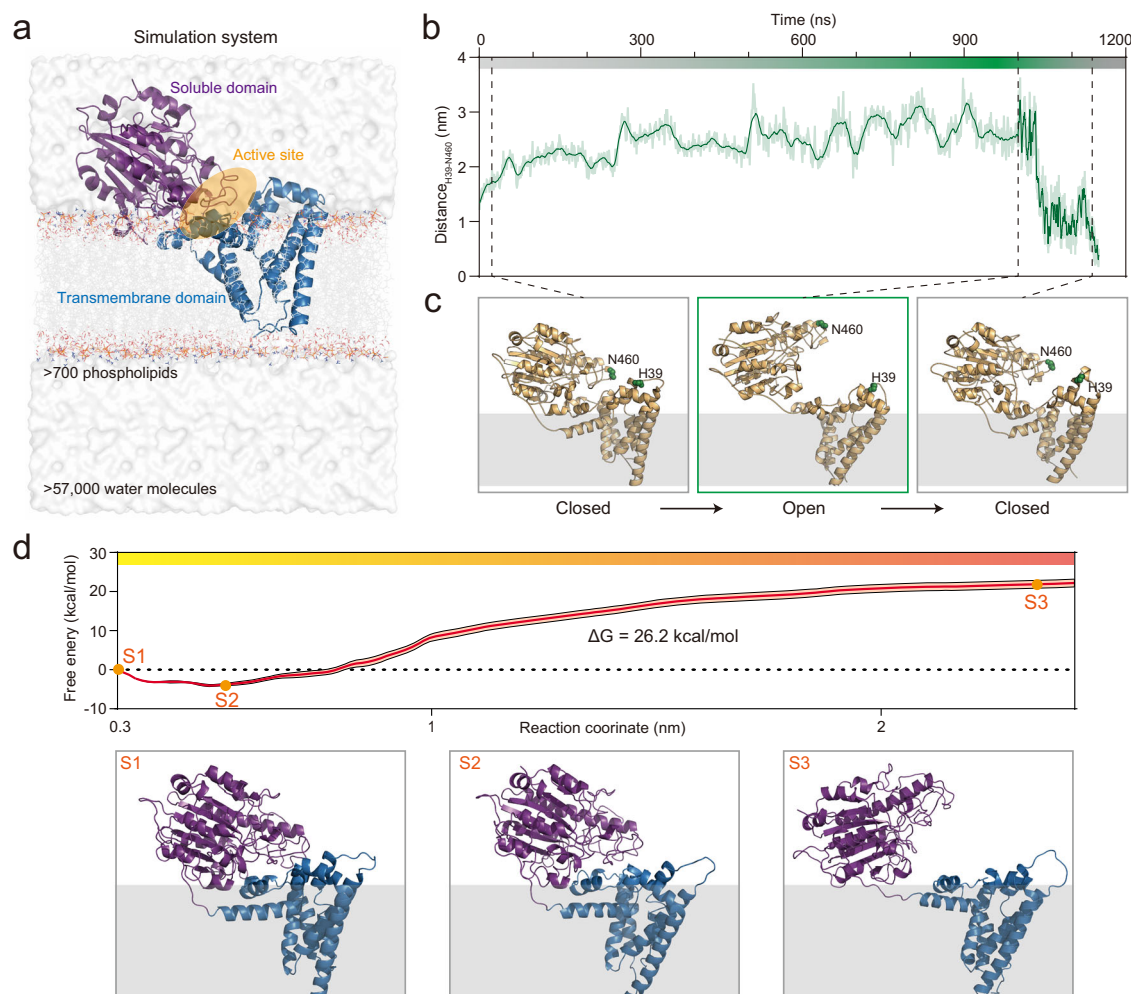 a
Simulation system
Soluble domain
Active site
Transmembrane domain
>700 phospholipids
>57,000 water molecules
b
Time (ns)
0 300 600 900 1200
4
3
2
1
0
Distance H39-N460 (nm)
c
N460
H39
N460
H39
N460
H39
Closed
Open
Closed
d
30
20
10
0
-10
Free enery (kcal/mol)
S1
S2
S3
ΔG = 26.2 kcal/mol
0.3 1 2
Reaction coorinate (nm)
S1
S2
S3